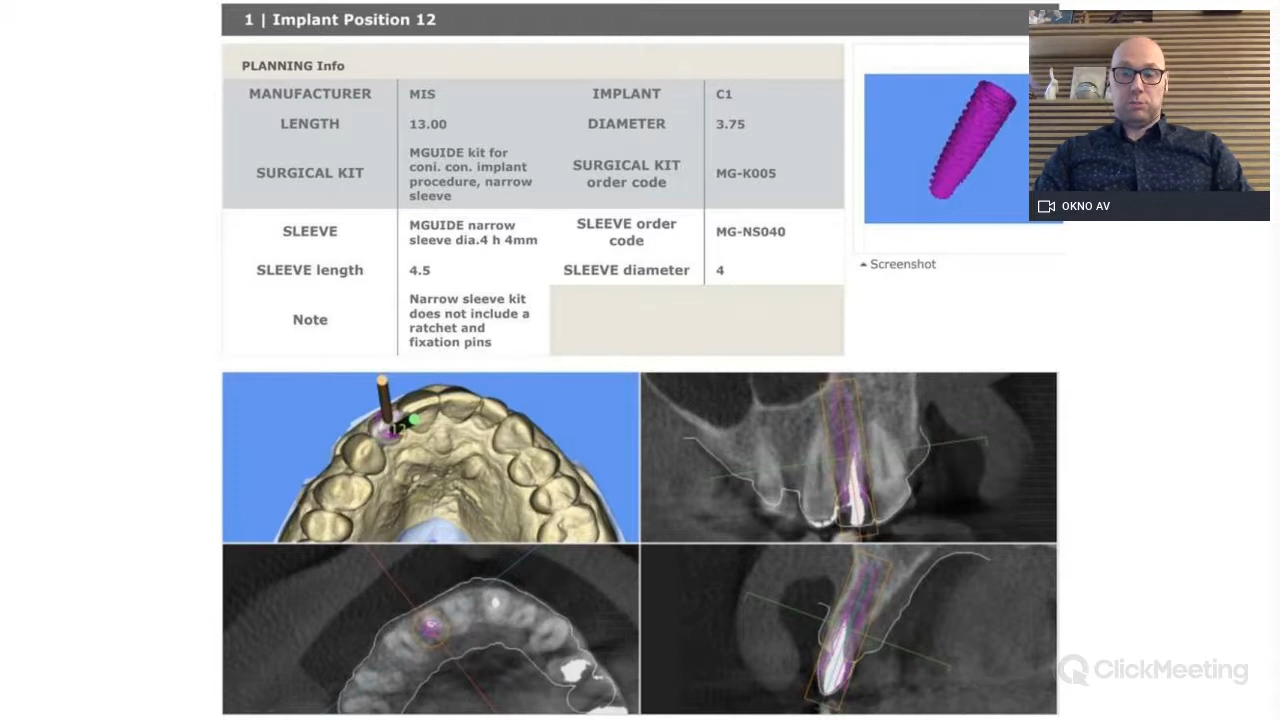 1 | Implant Position 12
PLANNING Info
MANUFACTURER MIS IMPLANT C1
LENGTH 13.00 DIAMETER 3.75
SURGICAL KIT
MGUIDE kit for
coni. con. implant
procedure, narrow
sleeve
SURGICAL KIT
order code
MG-K005
SLEEVE
MGUIDE narrow
sleeve dia.4 h 4mm
SLEEVE order
code
MG-NS040
SLEEVE length 4.5 SLEEVE diameter 4
Note
Narrow sleeve kit
does not include a
ratchet and
fixation pins
OKNO AV
Screenshot
12
ClickMeeting